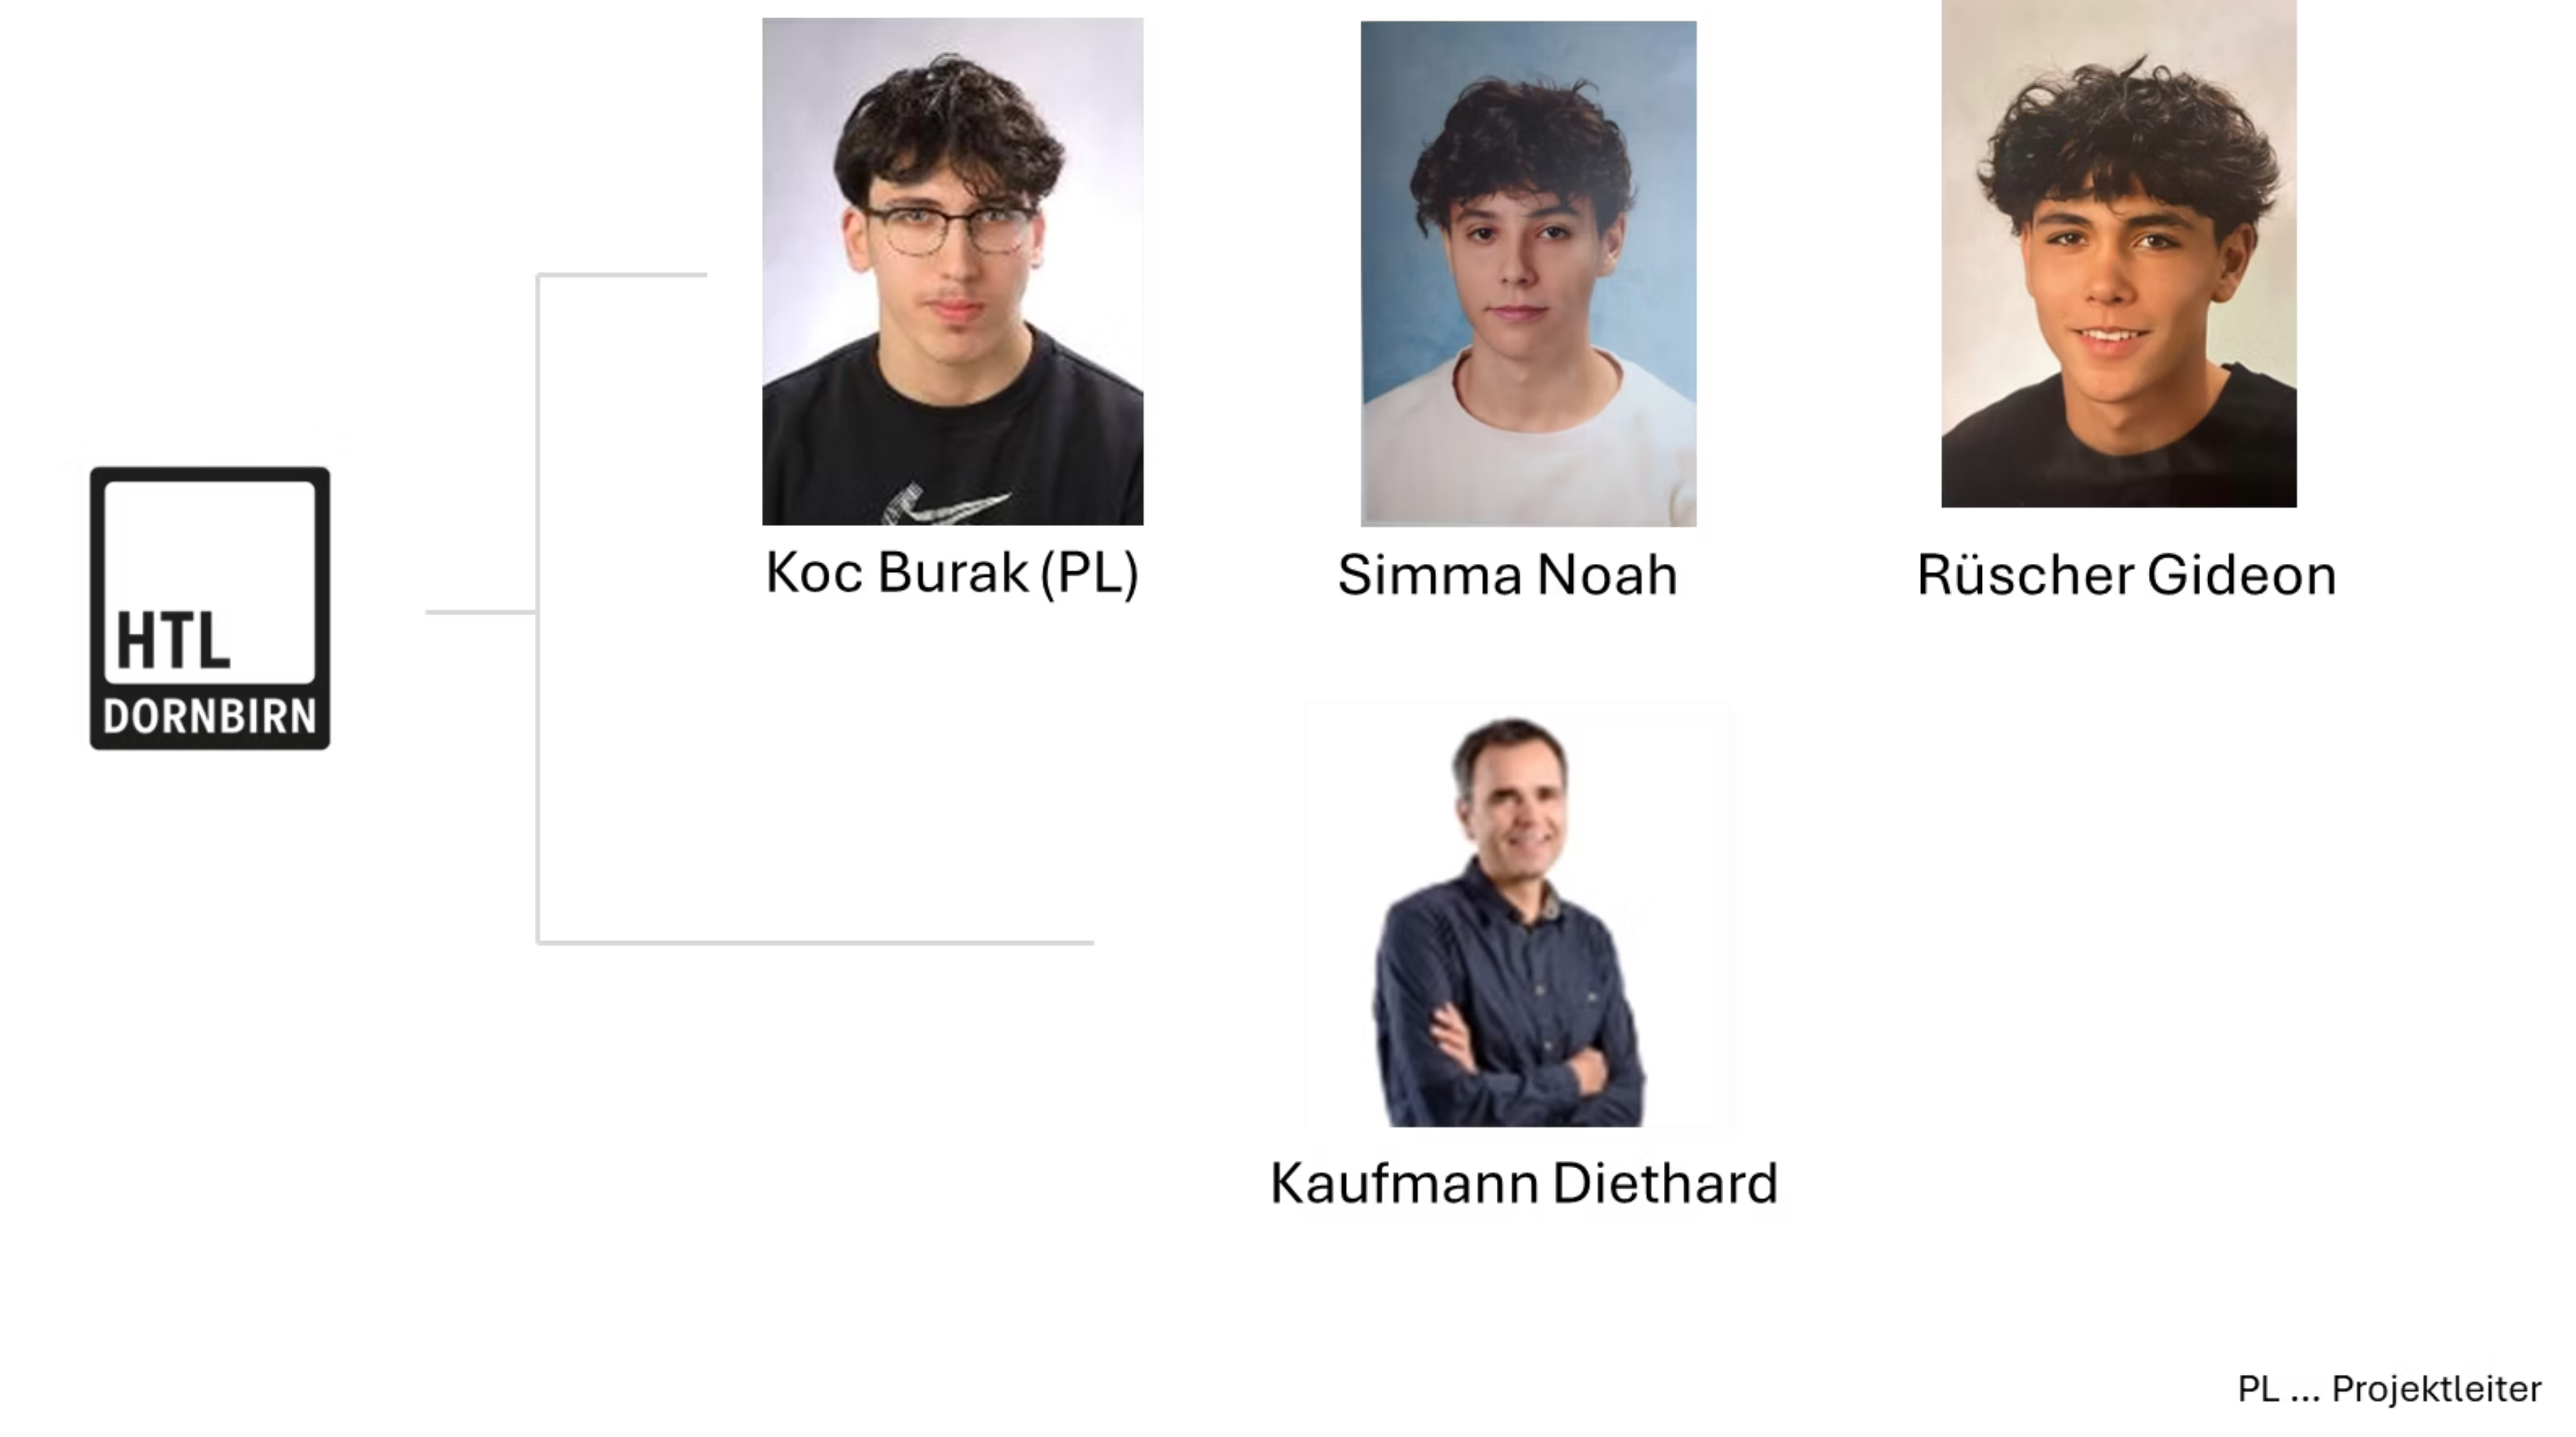 Koc Burak (PL)
Simma Noah
Rüscher Gideon
HTL
DORNBIRN
Kaufmann Diethard
PL ... Projektleiter